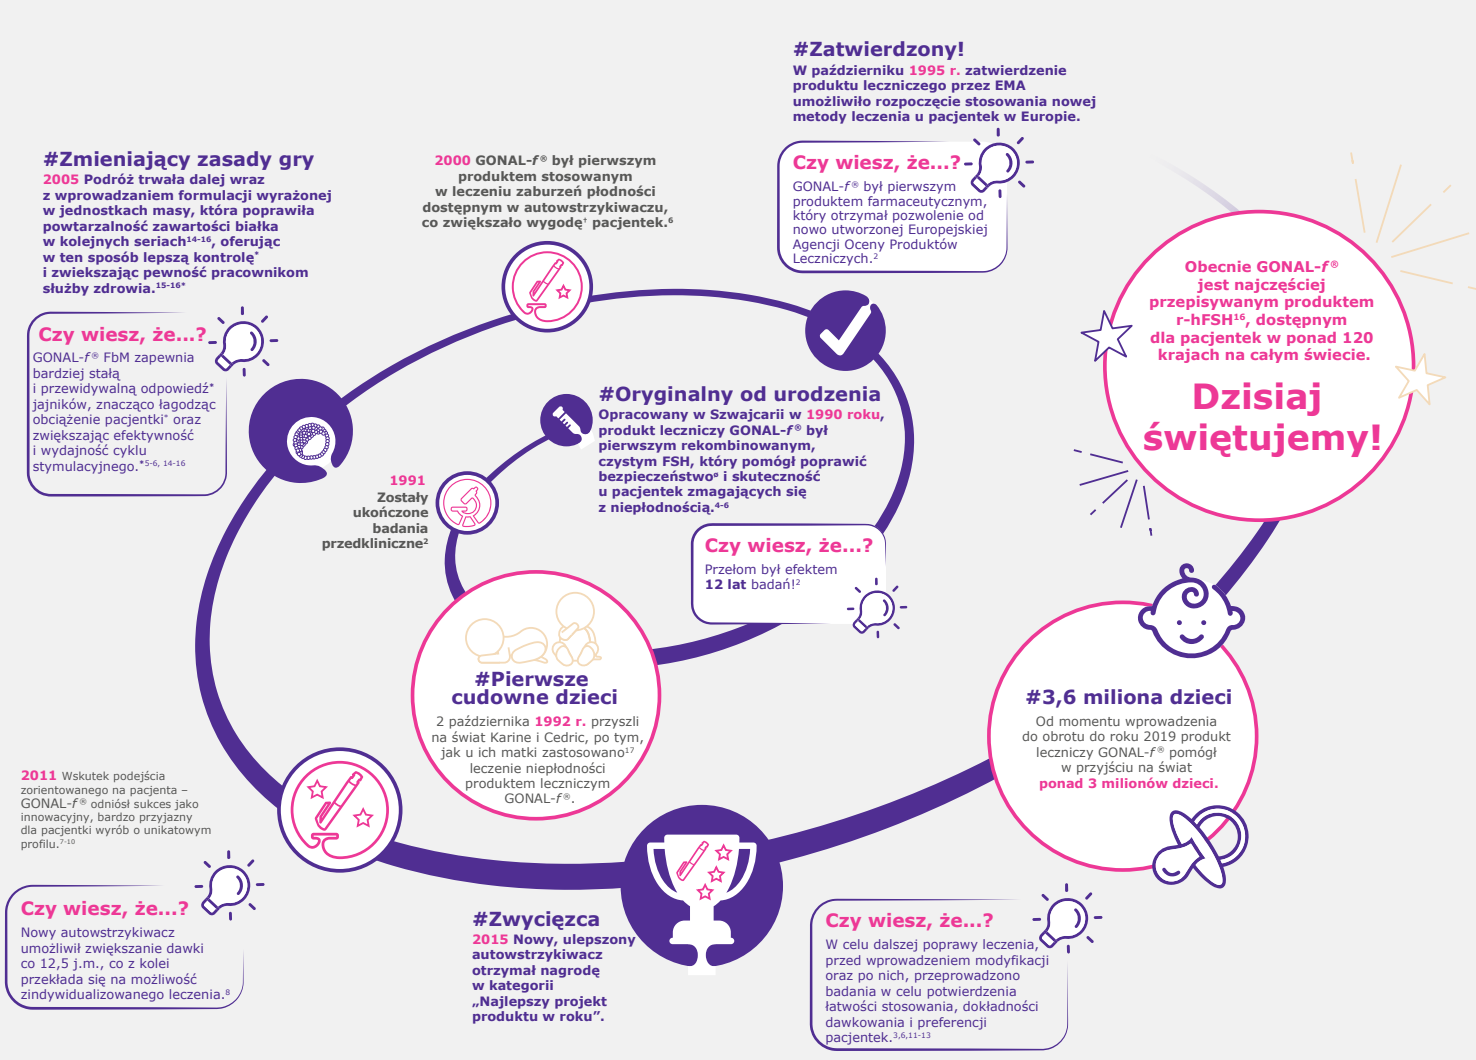 #Oryginalny od urodzenia
Opracowany w Szwajcarii w 1990 roku,
produkt leczniczy GONAL-f® był
pierwszym rekombinowanym,
czystym FSH, który pomógł poprawić
bezpieczeństwoᵠ i skuteczność
u pacjentek zmagających się
z niepłodnością.⁴⁻⁶
Czy wiesz, że...?
Przełom był efektem
12 lat badań!²
1991
Zostały
ukończone
badania
przedkliniczne²
#Pierwsze
cudowne dzieci
2 października 1992 r. przyszli
na świat Karine i Cedric, po tym,
jak u ich matki zastosowano¹⁷
leczenie niepłodności
produktem leczniczym
GONAL-f®.
#Zatwierdzony!
W październiku 1995 r. zatwierdzenie
produktu leczniczego przez EMA
umożliwiło rozpoczęcie stosowania nowej
metody leczenia u pacjentek w Europie.
Czy wiesz, że...?
GONAL-f® był pierwszym
produktem farmaceutycznym,
który otrzymał pozwolenie od
nowo utworzonej Europejskiej
Agencji Oceny Produktów
Leczniczych.²
2000 GONAL-f® był pierwszym
produktem stosowanym
w leczeniu zaburzeń płodności
dostępnym w autowstrzykiwaczu,
co zwiększało wygodę† pacjentek.⁶
#Zmieniający zasady gry
2005 Podróż trwała dalej wraz
z wprowadzaniem formulacji wyrażonej
w jednostkach masy, która poprawiła
powtarzalność zawartości białka
w kolejnych seriach¹⁴⁻¹⁶, oferując
w ten sposób lepszą kontrolę*
i zwiekszając pewność pracownikom
służby zdrowia.¹⁵⁻¹⁶*
Czy wiesz, że...?
GONAL-f® FbM zapewnia
bardziej stałą
i przewidywalną odpowiedź*
jajników, znacząco łagodząc
obciążenie pacjentki* oraz
zwiększając efektywność
i wydajność cyklu
stymulacyjnego.*⁵⁻⁶, ¹⁴⁻¹⁶
2011 Wskutek podejścia
zorientowanego na pacjenta –
GONAL-f® odniósł sukces jako
innowacyjny, bardzo przyjazny
dla pacjentki wyrób o unikatowym
profilu.⁷⁻¹⁰
Czy wiesz, że...?
Nowy autowstrzykiwacz
umożliwił zwiększanie dawki
co 12,5 j.m., co z kolei
przekłada się na możliwość
zindywidualizowanego leczenia.⁸
#Zwycięzca
2015 Nowy, ulepszony
autowstrzykiwacz
otrzymał nagrodę
w kategorii
„Najlepszy projekt
produktu w roku”.
Czy wiesz, że...?
W celu dalszej poprawy leczenia,
przed wprowadzeniem modyfikacji
oraz po nich, przeprowadzono
badania w celu potwierdzenia
łatwości stosowania, dokładności
dawkowania i preferencji
pacjentek.³,⁶,¹¹⁻¹³
#3,6 miliona dzieci
Od momentu wprowadzenia
do obrotu do roku 2019 produkt
leczniczy GONAL-f® pomógł
w przyjściu na świat
ponad 3 milionów dzieci.
Obecnie GONAL-f®
jest najczęściej
przepisywanym produktem
r-hFSH¹⁶, dostępnym
dla pacjentek w ponad 120
krajach na całym świecie.
Dzisiaj
świętujemy!